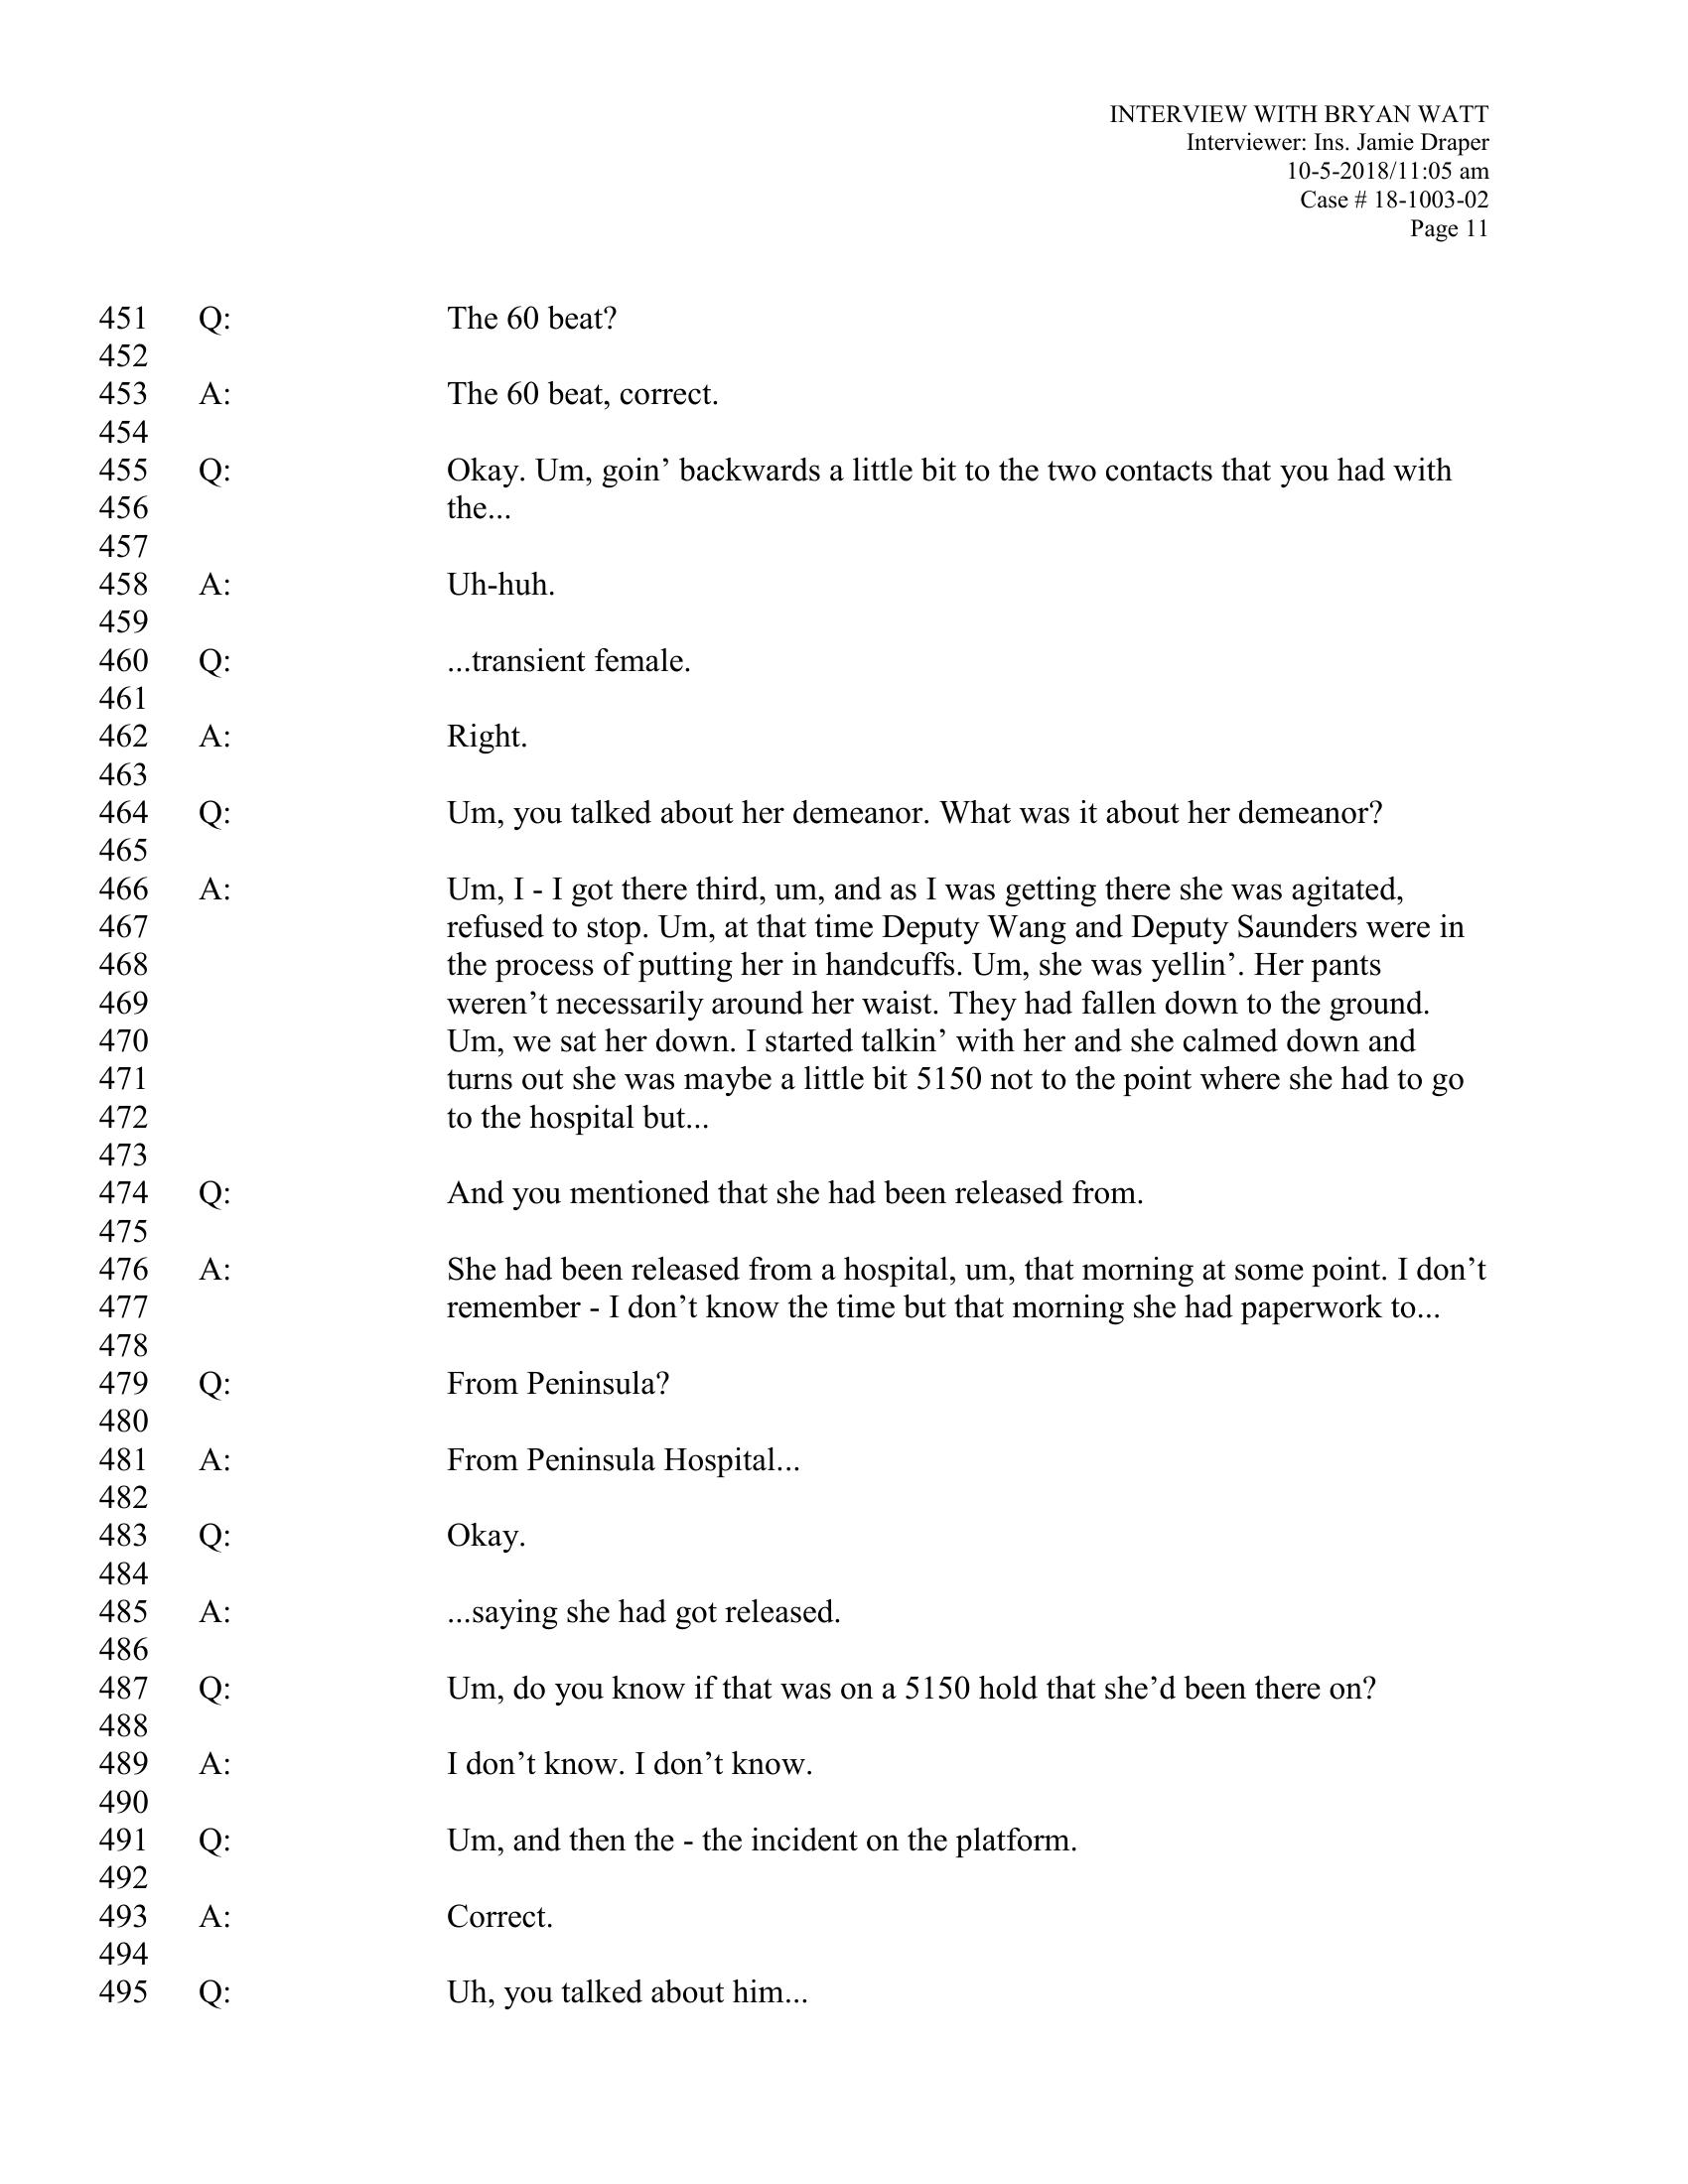 INTERVIEW WITH BRYAN WATT
Interviewer: Ins. Jamie Draper
10-5-2018/11:05 am
Case # 18-1003-02
Page 11
451 Q: The 60 beat?
452
453 A: The 60 beat, correct.
454
455 Q: Okay. Um, goin’ backwards a little bit to the two contacts that you had with
456 the...
457
458 A: Uh-huh.
459
460 Q: ...transient female.
461
462 A: Right.
463
464 Q: Um, you talked about her demeanor. What was it about her demeanor?
465
466 A: Um, I - I got there third, um, and as I was getting there she was agitated,
467 refused to stop. Um, at that time Deputy Wang and Deputy Saunders were in
468 the process of putting her in handcuffs. Um, she was yellin’. Her pants
469 weren’t necessarily around her waist. They had fallen down to the ground.
470 Um, we sat her down. I started talkin’ with her and she calmed down and
471 turns out she was maybe a little bit 5150 not to the point where she had to go
472 to the hospital but...
473
474 Q: And you mentioned that she had been released from.
475
476 A: She had been released from a hospital, um, that morning at some point. I don’t
477 remember - I don’t know the time but that morning she had paperwork to...
478
479 Q: From Peninsula?
480
481 A: From Peninsula Hospital...
482
483 Q: Okay.
484
485 A: ...saying she had got released.
486
487 Q: Um, do you know if that was on a 5150 hold that she’d been there on?
488
489 A: I don’t know. I don’t know.
490
491 Q: Um, and then the - the incident on the platform.
492
493 A: Correct.
494
495 Q: Uh, you talked about him...